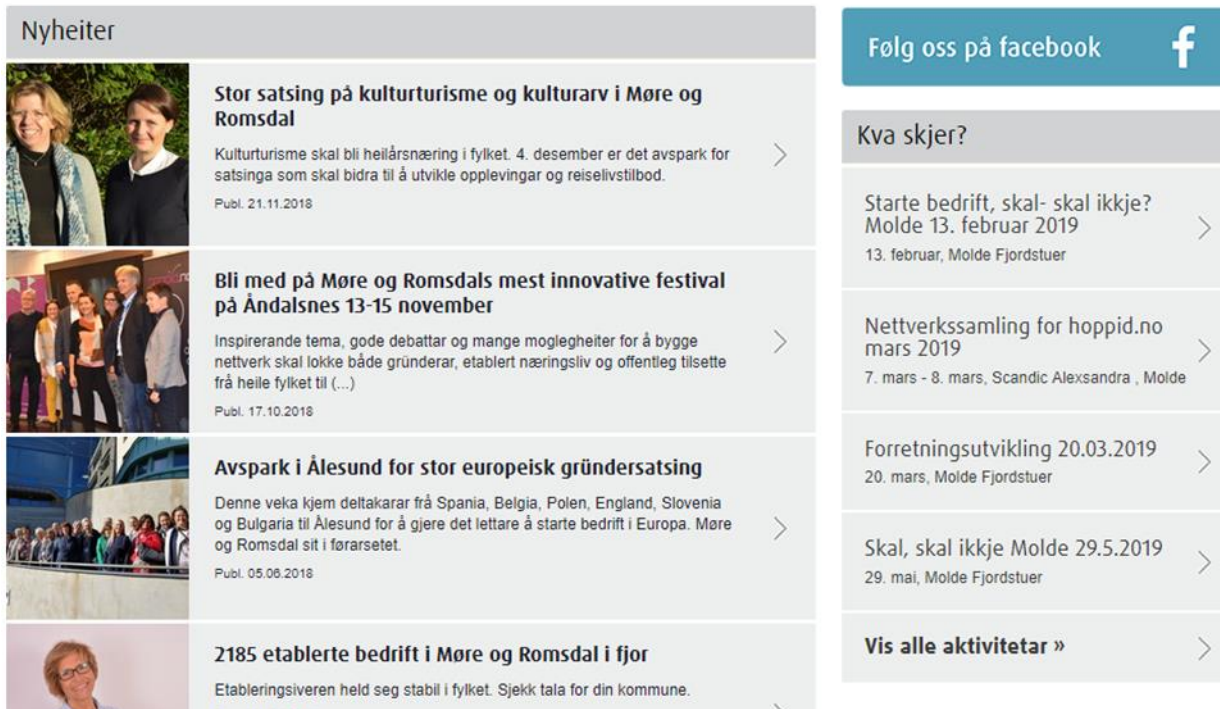 Nyheiter
Stor satsing på kulturturisme og kulturarv i Møre og
Romsdal
Kulturturisme skal bli heilårsnæring i fylket. 4. desember er det avspark for
satsinga som skal bidra til å utvikle opplevingar og reiselivstilbod.
Publ. 21.11.2018
Bli med på Møre og Romsdals mest innovative festival
på Åndalsnes 13-15 november
Inspirerande tema, gode debattar og mange moglegheiter for å bygge
nettverk skal lokke både gründerar, etablert næringsliv og offentleg tilsette
frå heile fylket til (...)
Publ. 17.10.2018
Avspark i Ålesund for stor europeisk gründersatsing
Denne veka kjem deltakarar frå Spania, Belgia, Polen, England, Slovenia
og Bulgaria til Ålesund for å gjere det lettare å starte bedrift i Europa. Møre
og Romsdal sit i førarsetet.
Publ. 05.06.2018
2185 etablerte bedrift i Møre og Romsdal i fjor
Etableringsiveren held seg stabil i fylket. Sjekk tala for din kommune.
Følg oss på facebook
Kva skjer?
Starte bedrift, skal- skal ikkje?
Molde 13. februar 2019
13. februar, Molde Fjordstuer
Nettverkssamling for hoppid.no
mars 2019
7. mars - 8. mars, Scandic Alexsandra , Molde
Forretningsutvikling 20.03.2019
20. mars, Molde Fjordstuer
Skal, skal ikkje Molde 29.5.2019
29. mai, Molde Fjordstuer
Vis alle aktivitetar »